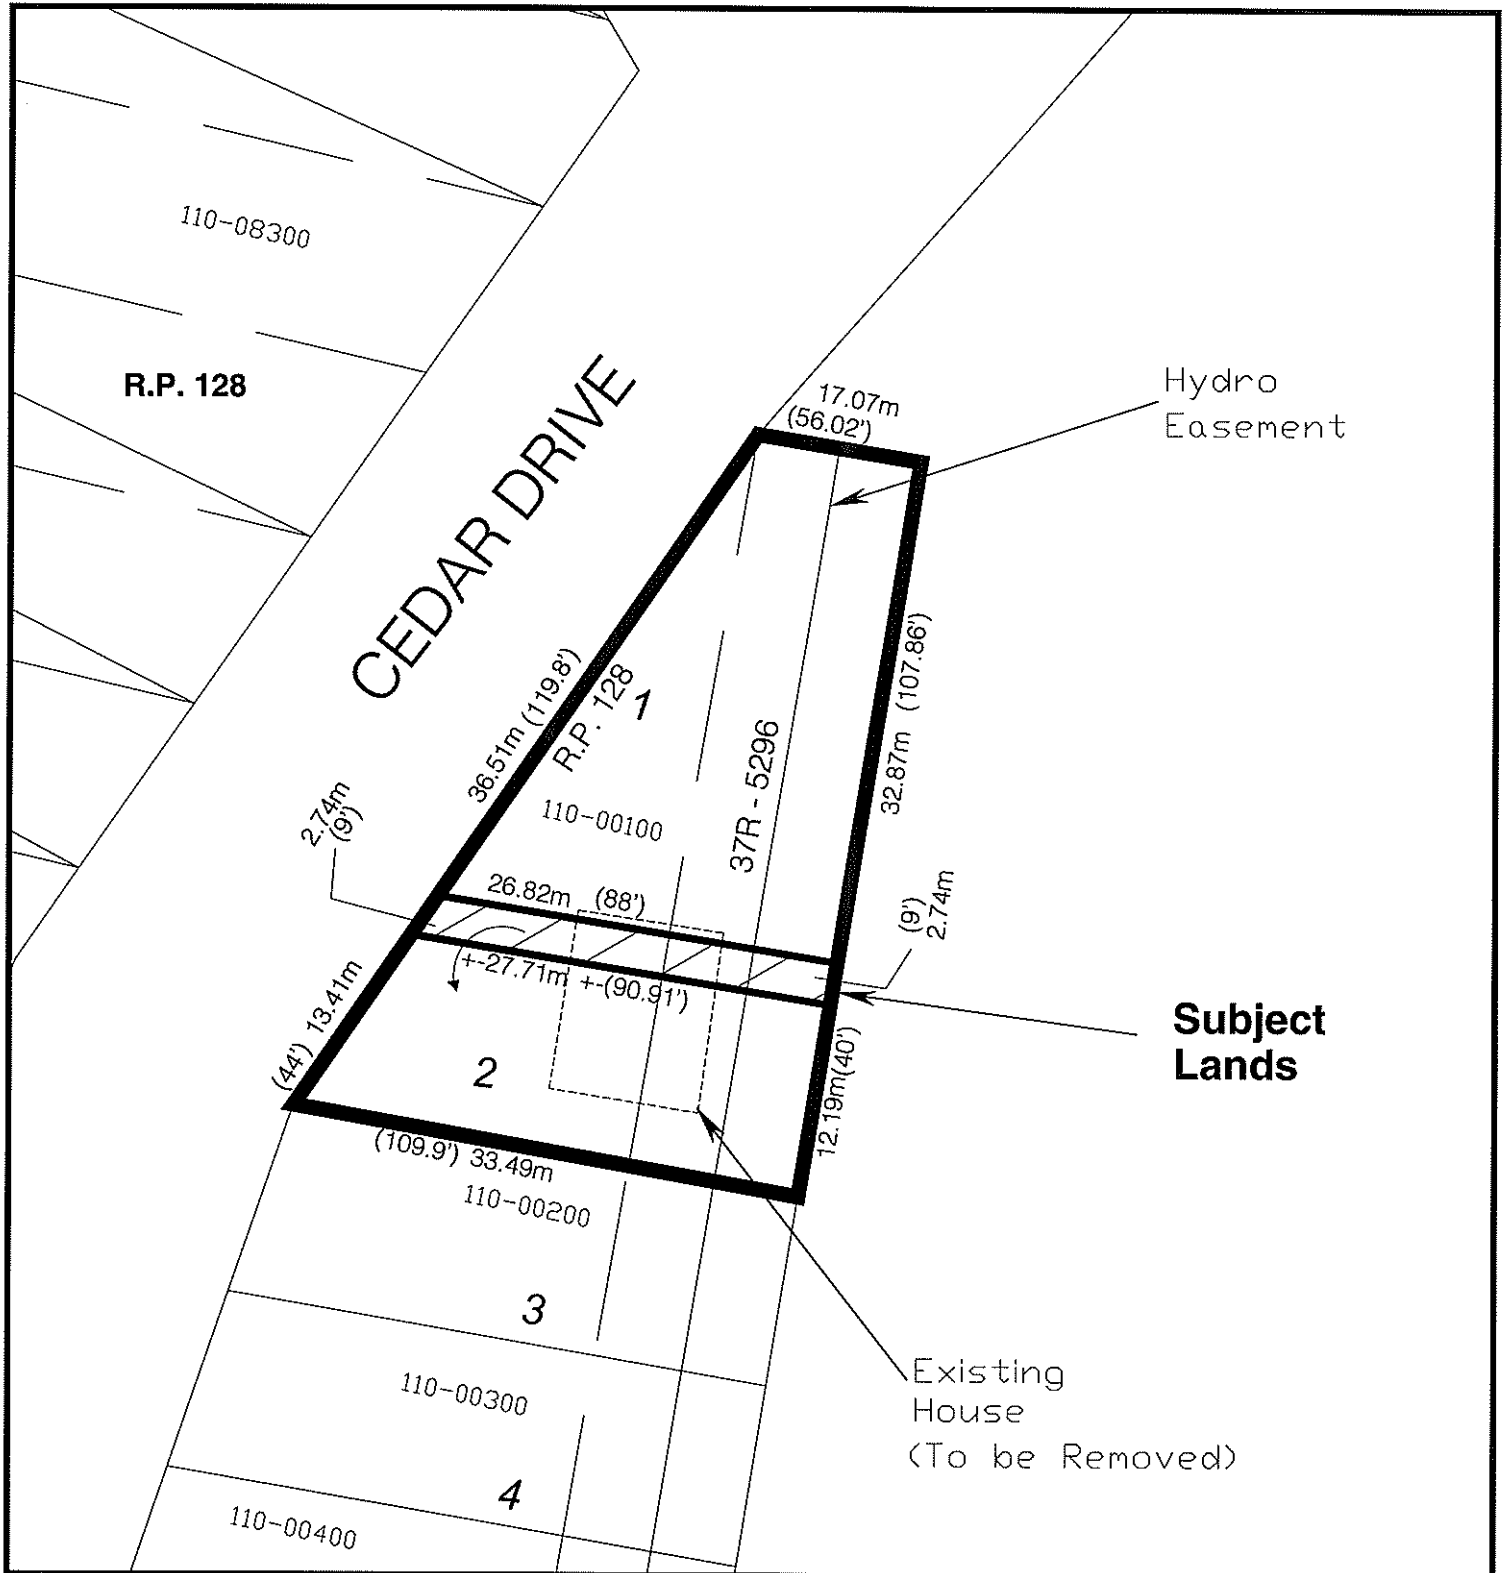 110-08300
R.P. 128
CEDAR DRIVE
17.07m
(56.02')
Hydro
Easement
36.51m (119.8')
R.P. 128
1
32.87m (107.86')
37R - 5296
110-00100
2.74m
(9')
26.82m (88')
(9')
2.74m
+-27.71m +-(90.91')
Subject
Lands
(44') 13.41m
2
12.19m(40')
(109.9') 33.49m
110-00200
3
Existing
House
(To be Removed)
110-00300
4
110-00400